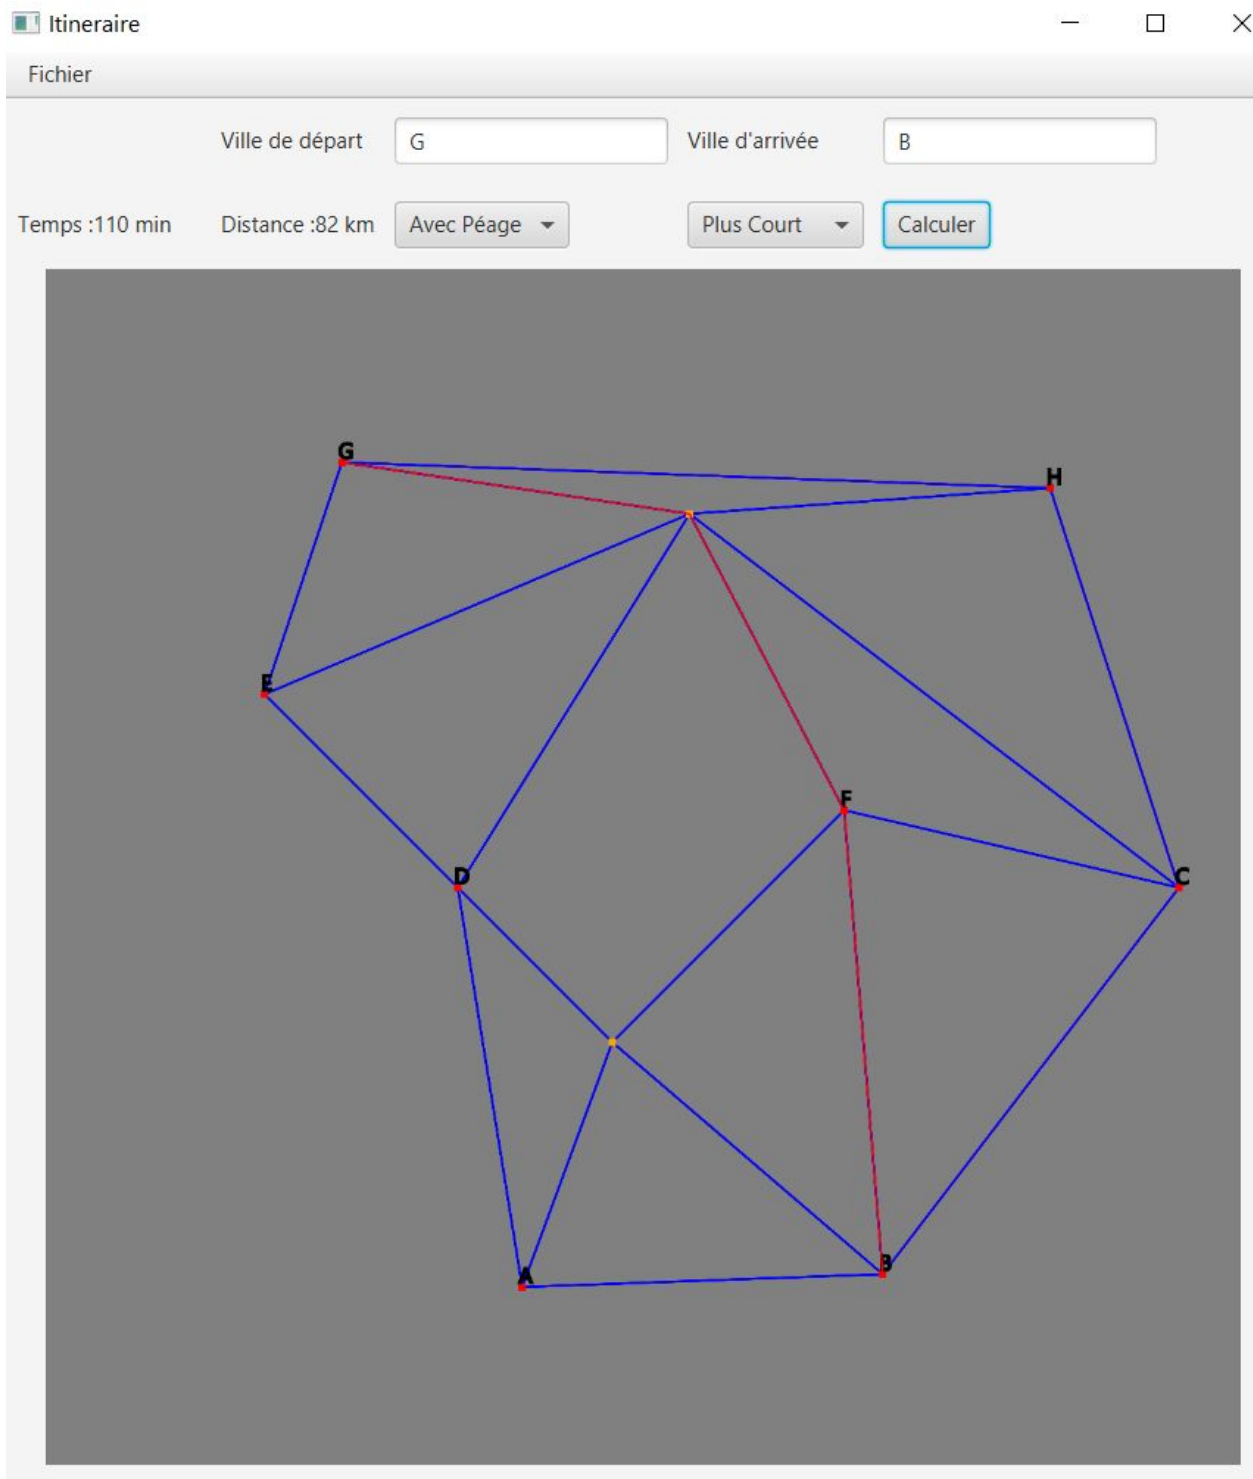 Itineraire
Fichier
Ville de départ G Ville d'arrivée B
Temps :110 min Distance :82 km Avec Péage Plus Court Calculer
G
H
E
F
D
C
B
A